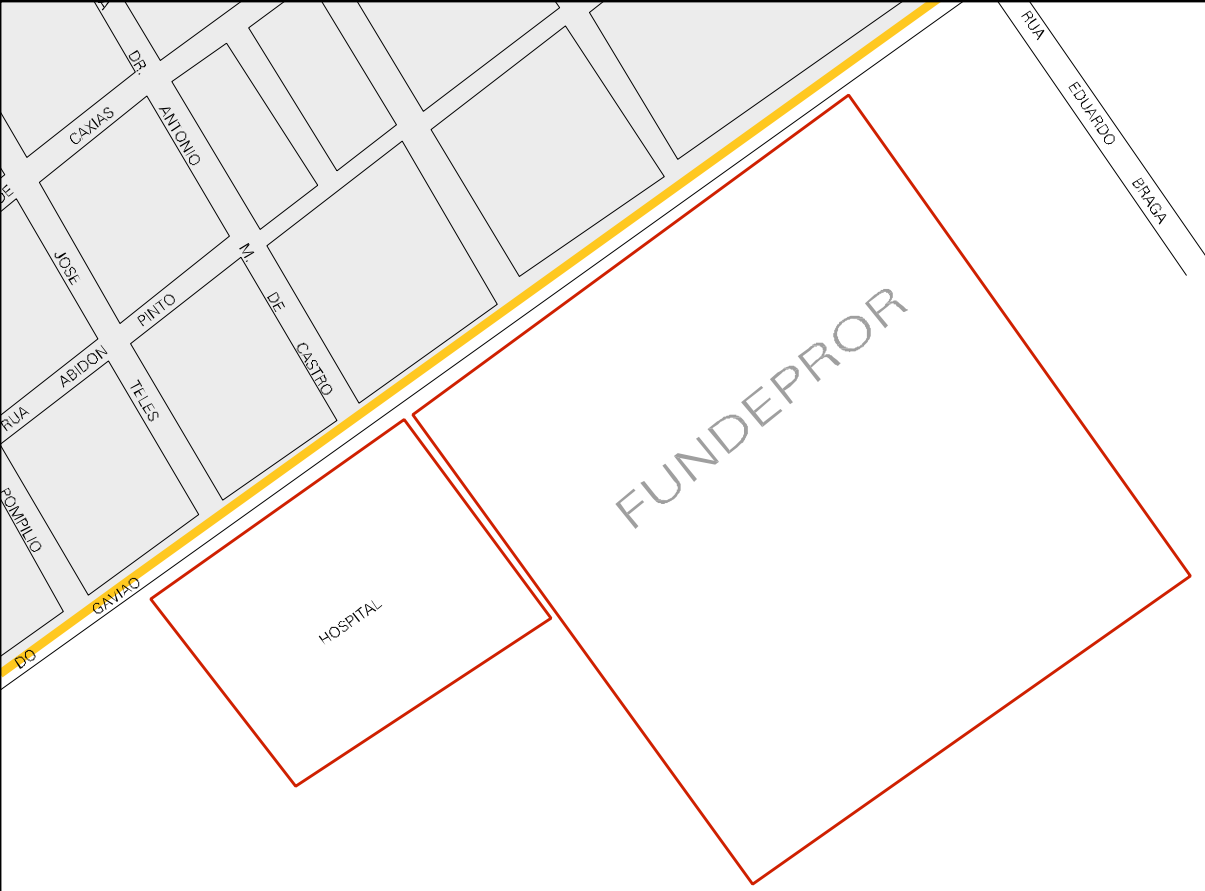 RUA
EDUARDO
BRAGA
DR.
ANTONIO
M.
DE
CASTRO
CAXIAS
JOSE
TELES
RUA
ABIDON
PINTO
POMPILIO
DO
GAVIAO
HOSPITAL
FUNDEPROR